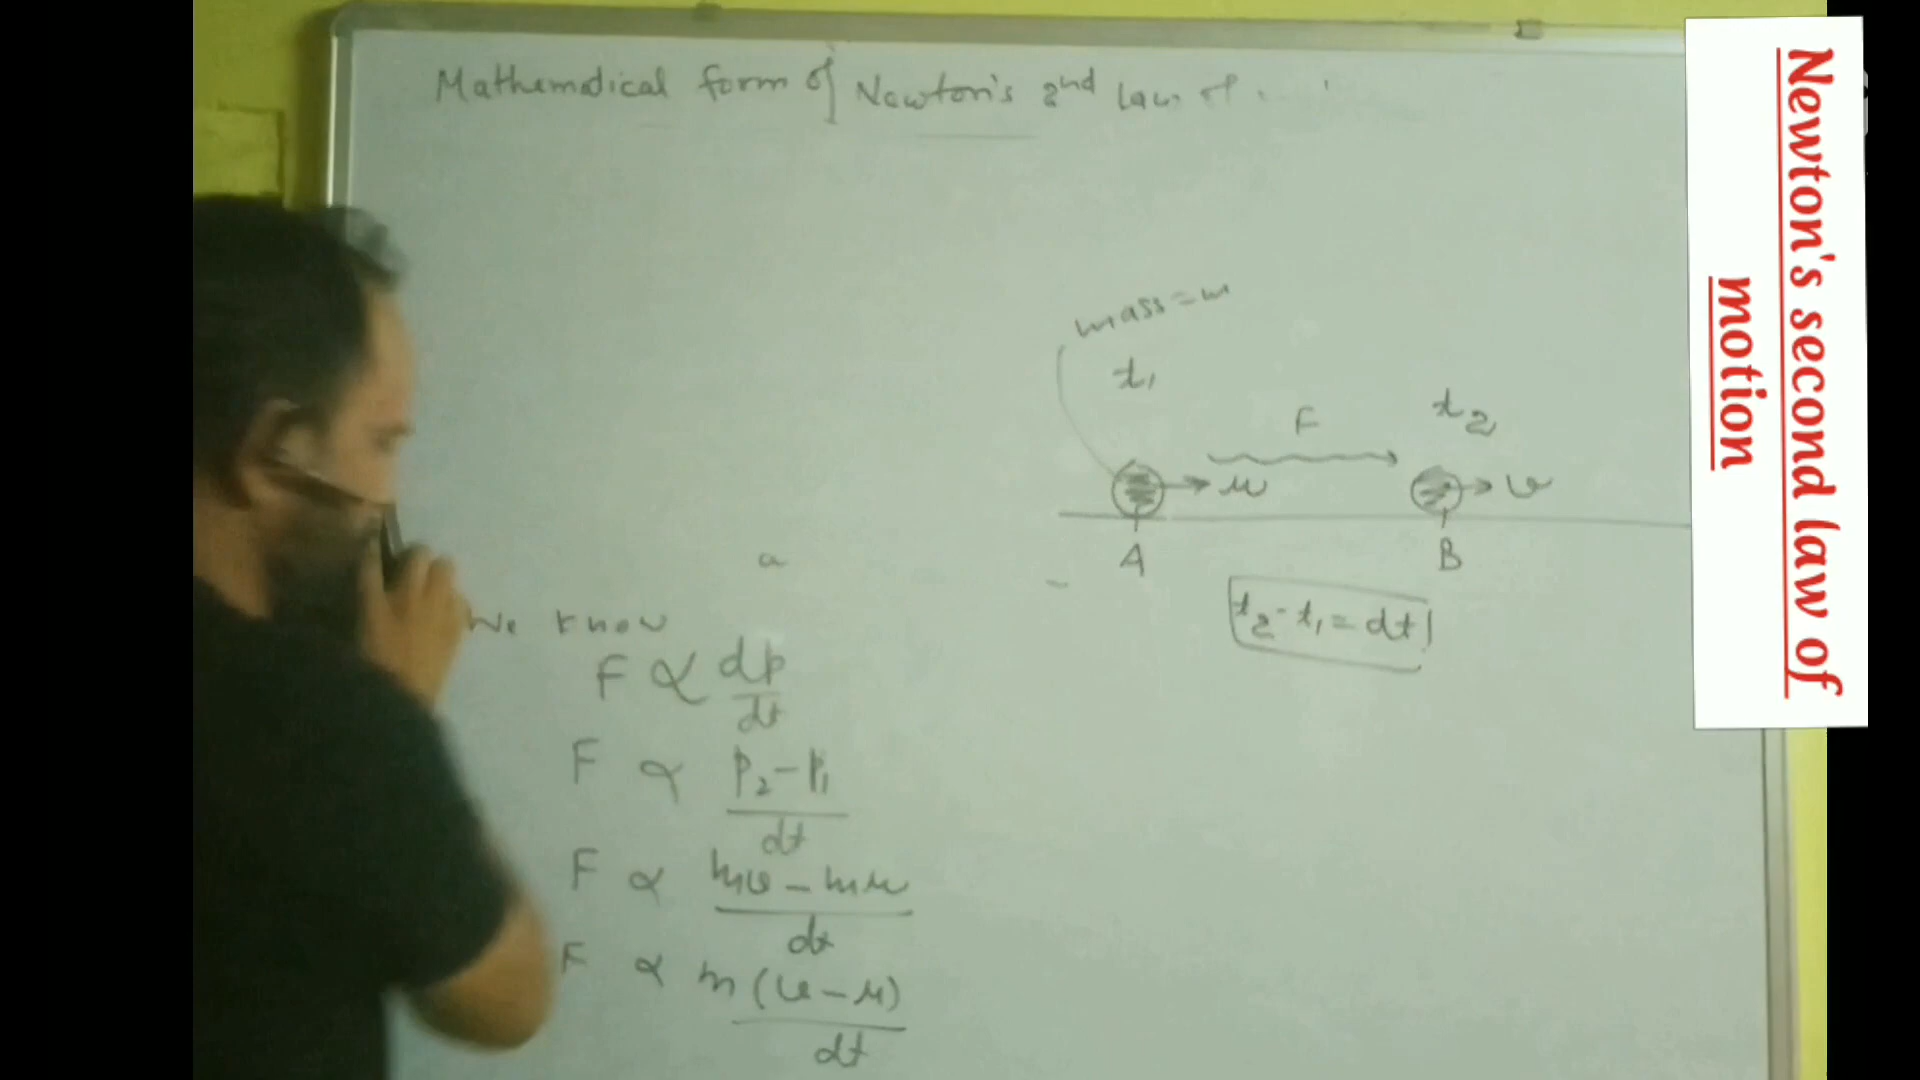 Mathematical form of Newton's 2nd law of
mass = m
t₁
F
t₂
u
v
A
B
t₂ - t₁ = dt
a
We know
F ∝ dp/dt
F ∝ p₂ - p₁/dt
F ∝ mv - mu/dt
F ∝ m(v - u)/dt
Newton's second law of
motion